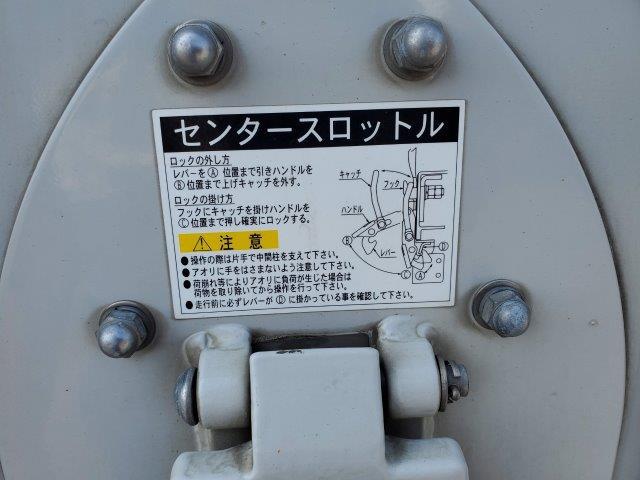 センタースロットル
ロックの外し方
レバーをⒶ位置まで引きハンドルを
Ⓑ位置まで上げキャッチを外す。
ロックの掛け方
フックにキャッチを掛けハンドルを
Ⓒ位置まで押し確実にロックする。
キャッチ
フック
ハンドル
Ⓑ
レバー
Ⓓ
Ⓒ
Ⓐ
⚠ 注意
●操作の際は片手で中間柱を支えて下さい。
●アオリに手をはさまないよう注意して下さい。
●荷崩れ等によりアオリに負荷が生じた場合は
荷物を取り除いてから操作を行って下さい。
●走行前に必ずレバーがⒹに掛かっている事を確認して下さい。